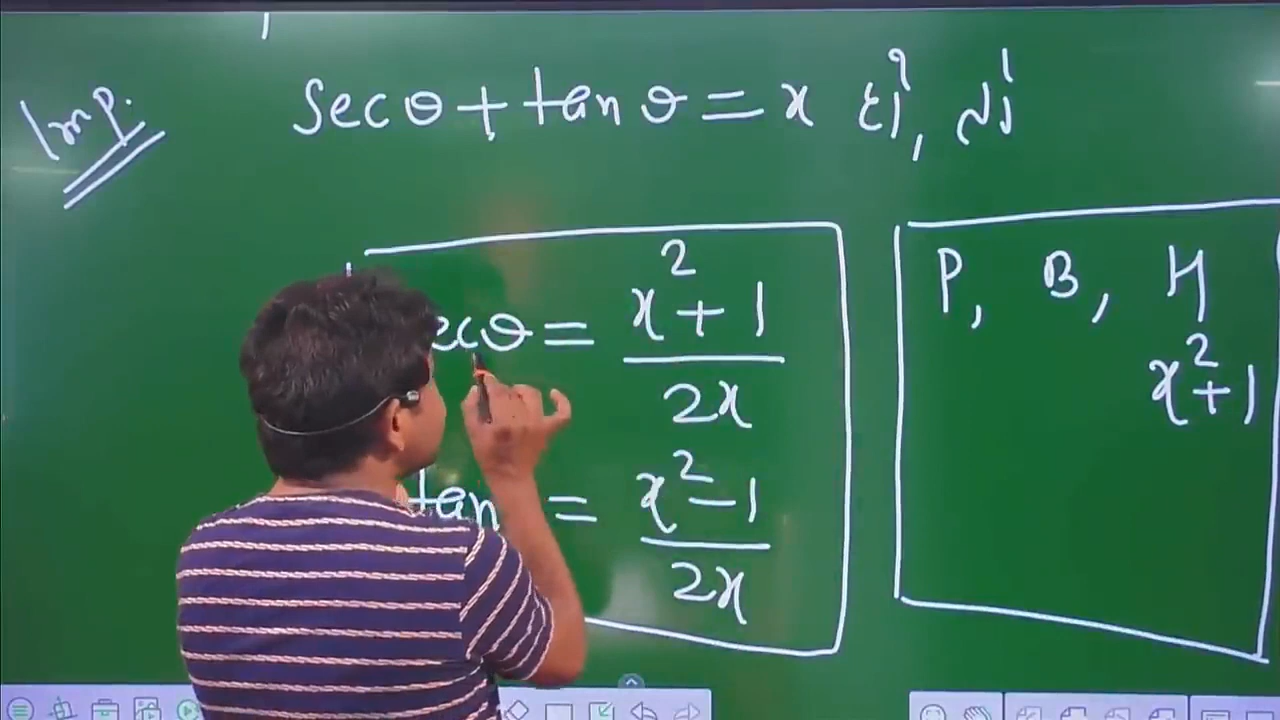 Imp.
secθ + tanθ = x हो, तो
secθ = x²+1 / 2x
tan = x²-1 / 2x
P, B, H
x²+1